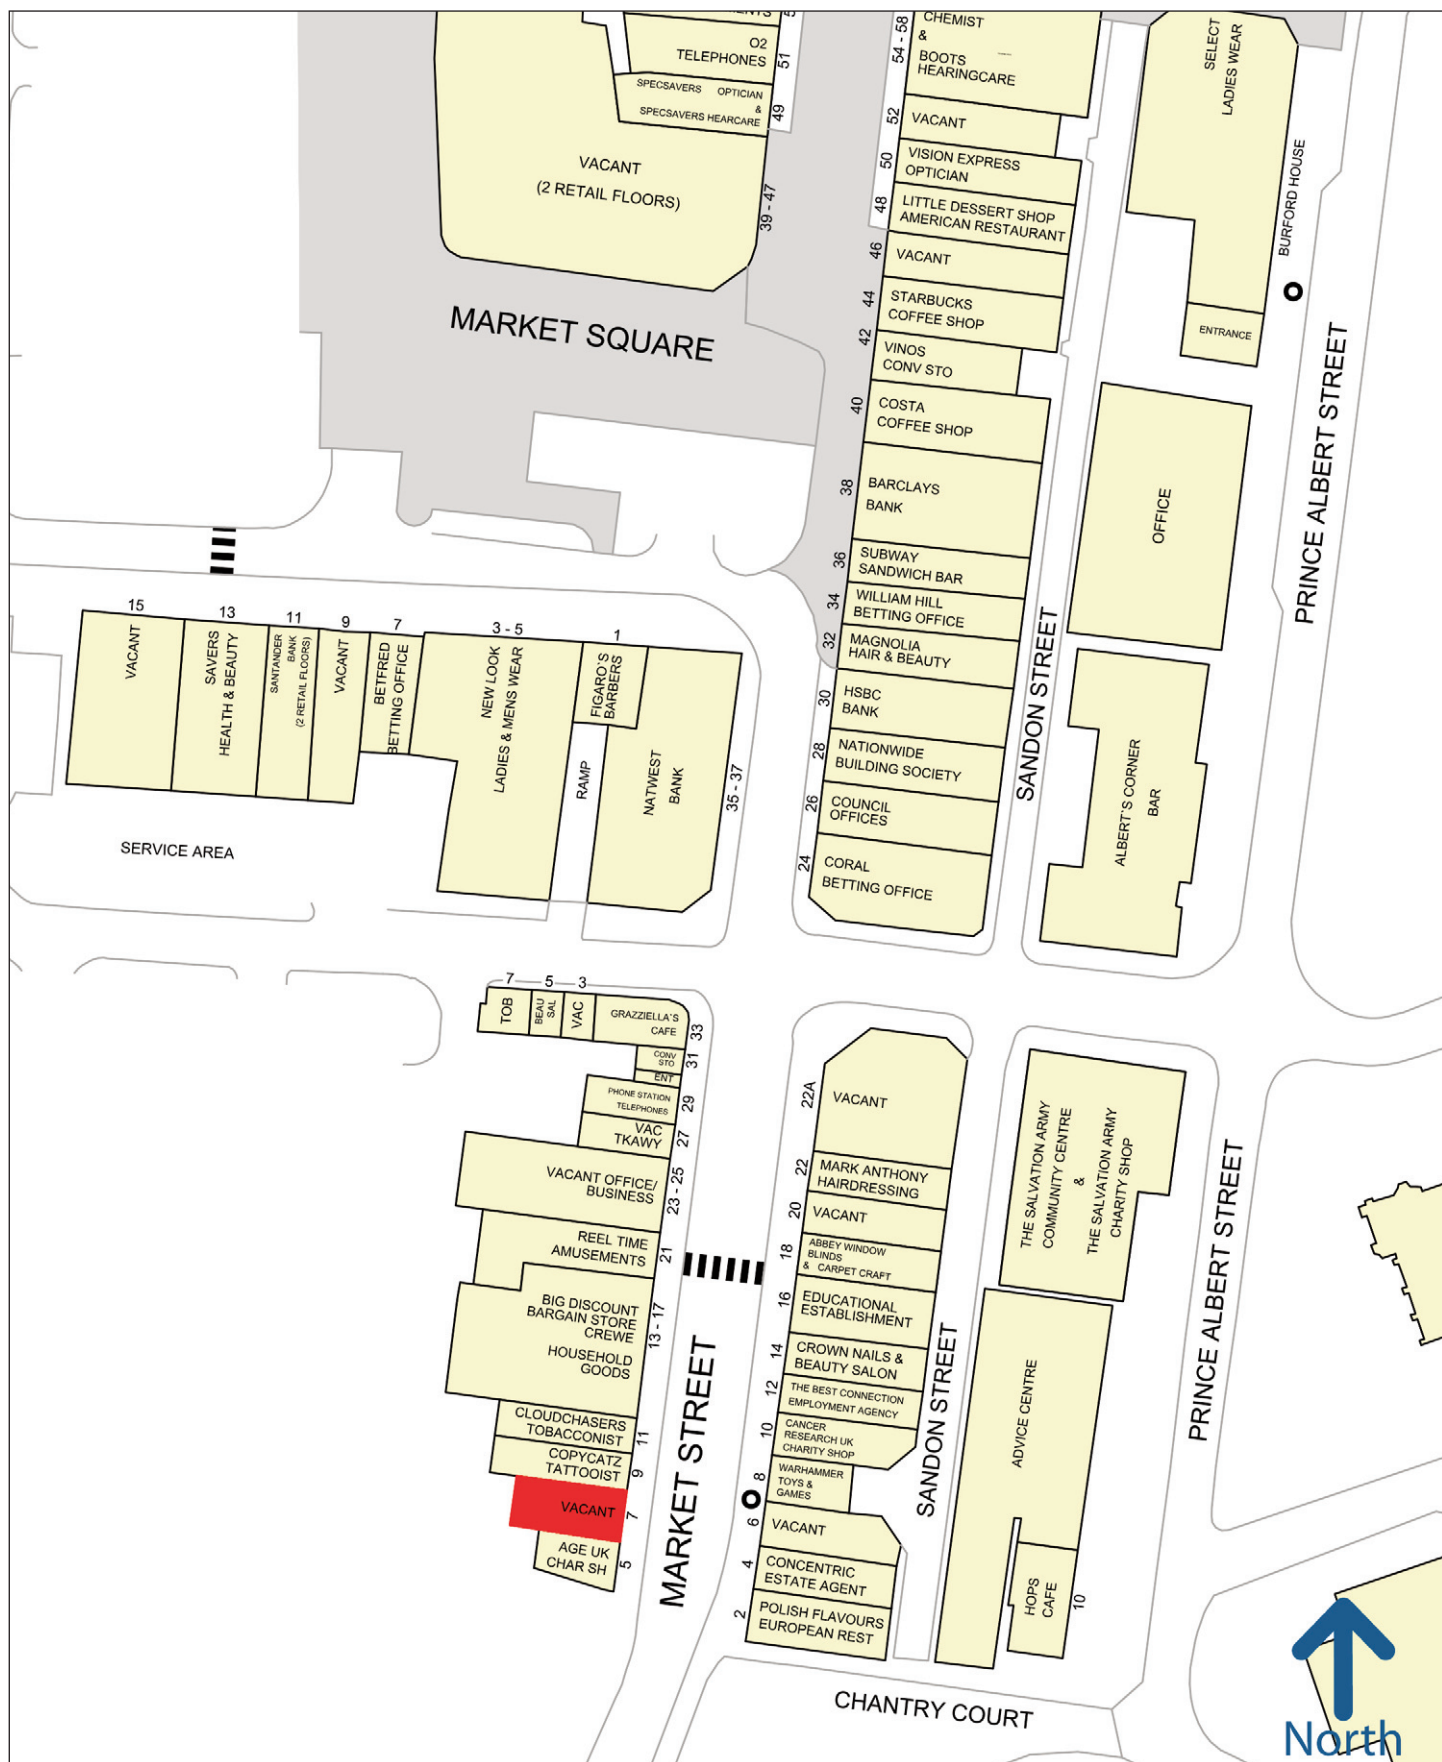 O2
TELEPHONES
51
SPECSAVERS OPTICIAN
&
SPECSAVERS HEARCARE
49
VACANT
(2 RETAIL FLOORS)
39 - 47
MARKET SQUARE
54 - 58
CHEMIST
&
BOOTS
HEARINGCARE
52
VACANT
50
VISION EXPRESS
OPTICIAN
48
LITTLE DESSERT SHOP
AMERICAN RESTAURANT
46
VACANT
44
STARBUCKS
COFFEE SHOP
42
VINOS
CONV STO
40
COSTA
COFFEE SHOP
38
BARCLAYS
BANK
36
SUBWAY
SANDWICH BAR
34
WILLIAM HILL
BETTING OFFICE
32
MAGNOLIA
HAIR & BEAUTY
30
HSBC
BANK
28
NATIONWIDE
BUILDING SOCIETY
26
COUNCIL
OFFICES
24
CORAL
BETTING OFFICE
SELECT
LADIES WEAR
BURFORD HOUSE
ENTRANCE
PRINCE ALBERT STREET
OFFICE
SANDON STREET
ALBERT`S CORNER
BAR
15
VACANT
13
SAVERS
HEALTH & BEAUTY
11
SANTANDER
BANK
(2 RETAIL FLOORS)
9
VACANT
7
BETFRED
BETTING OFFICE
3 - 5
NEW LOOK
LADIES & MENS WEAR
1
FIGARO`S
BARBERS
RAMP
NATWEST
BANK
35 - 37
SERVICE AREA
7
TOB
5
BEAU
SAL
3
VAC
GRAZZIELLA`S
CAFE
33
CONV
STO
31
ENT
PHONE STATION
TELEPHONES
29
VAC
TKAWY
27
VACANT OFFICE/
BUSINESS
23 - 25
REEL TIME
AMUSEMENTS
21
BIG DISCOUNT
BARGAIN STORE
CREWE
HOUSEHOLD
GOODS
13 - 17
CLOUDCHASERS
TOBACCONIST
11
COPYCATZ
TATTOOIST
9
VACANT
7
AGE UK
CHAR SH
5
MARKET STREET
22A
VACANT
22
MARK ANTHONY
HAIRDRESSING
20
VACANT
18
ABBEY WINDOW
BLINDS
& CARPET CRAFT
16
EDUCATIONAL
ESTABLISHMENT
14
CROWN NAILS &
BEAUTY SALON
12
THE BEST CONNECTION
EMPLOYMENT AGENCY
10
CANCER
RESEARCH UK
CHARITY SHOP
8
WARHAMMER
TOYS &
GAMES
6
VACANT
4
CONCENTRIC
ESTATE AGENT
2
POLISH FLAVOURS
EUROPEAN REST
SANDON STREET
THE SALVATION ARMY
COMMUNITY CENTRE
&
THE SALVATION ARMY
CHARITY SHOP
ADVICE CENTRE
HOPS
CAFE
10
PRINCE ALBERT STREET
CHANTRY COURT
North